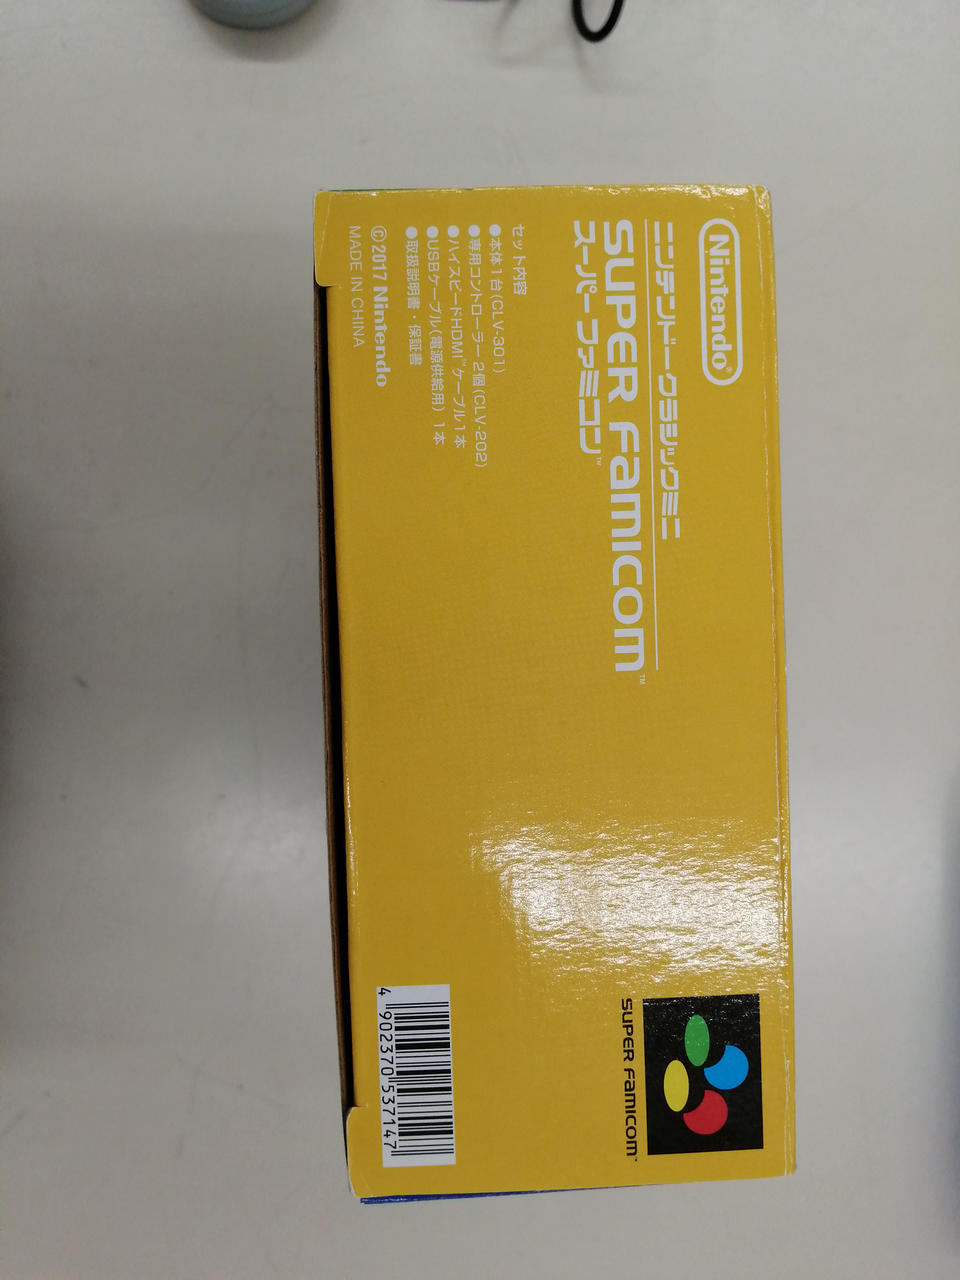 Nintendo®
ニンテンドークラシックミニ
SUPER FAMICOM™
スーパーファミコン™
セット内容
●本体1台(CLV-301)
●専用コントローラー2個(CLV-202)
●ハイスピードHDMI™ケーブル1本
●USBケーブル(電源供給用)1本
●取扱説明書・保証書
©2017 Nintendo
MADE IN CHINA
SUPER FAMICOM™
4 902370 537147